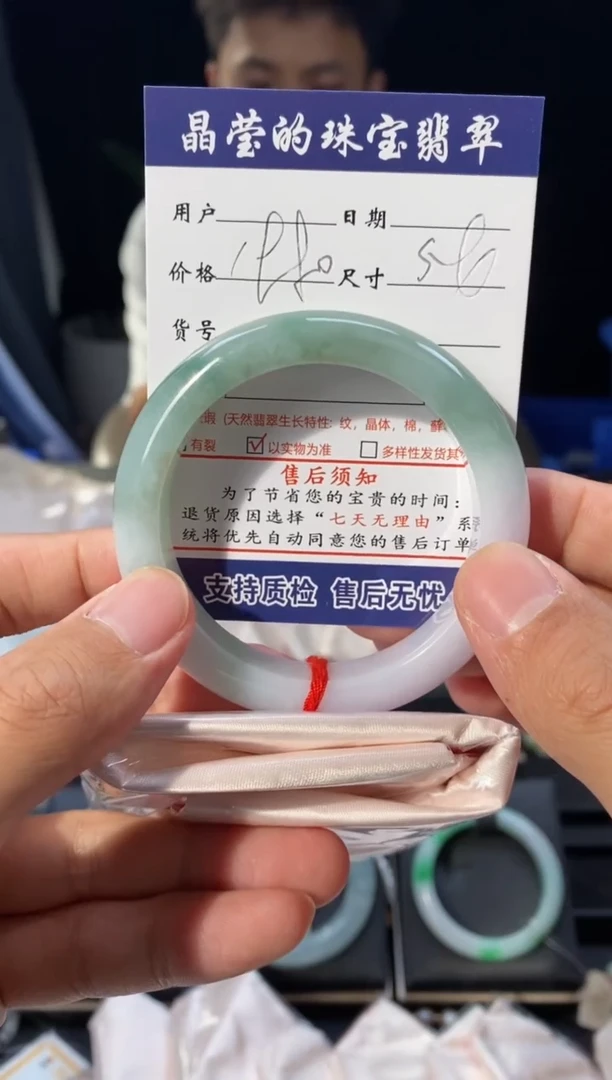 晶莹的珠宝翡翠
用户 日期
价格 尺寸
货号
瑕 (天然翡翠生长特性: 纹, 晶体, 棉, 藓
有裂 以实物为准 多样性发货其
售后须知
为了节省您的宝贵的时间:
退货原因选择“七天无理由”系
统将优先自动同意您的售后订单
支持质检 售后无忧